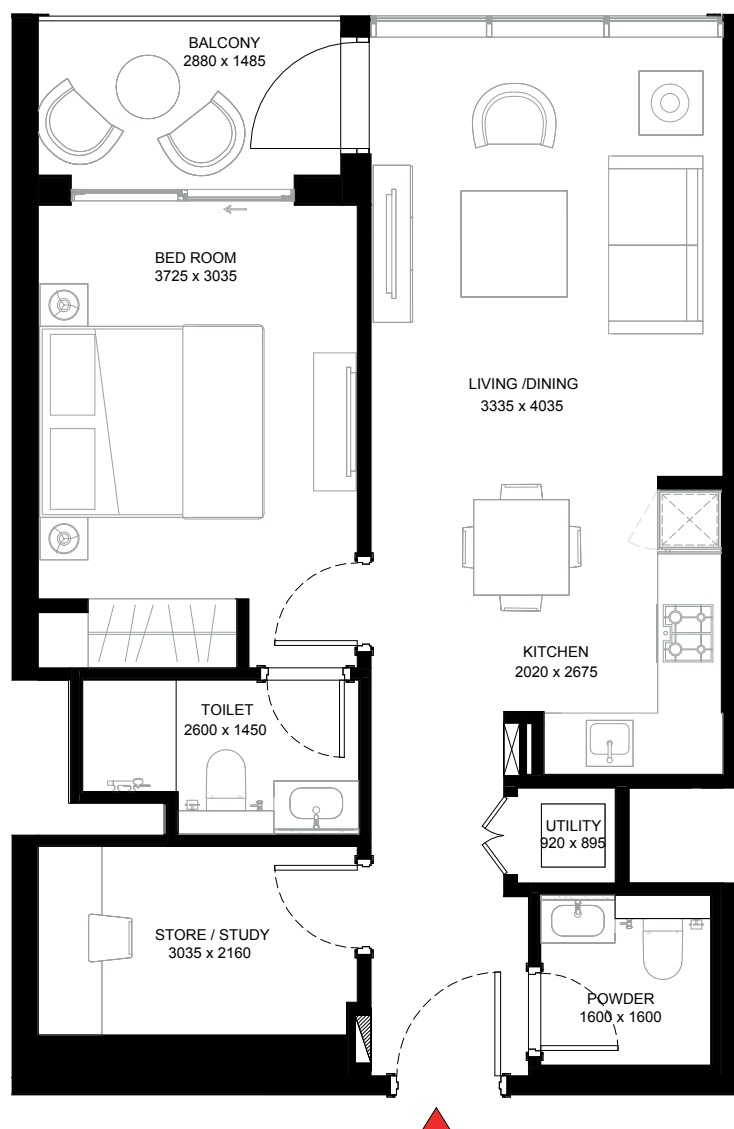 BALCONY
2880 x 1485
BED ROOM
3725 x 3035
LIVING /DINING
3335 x 4035
KITCHEN
2020 x 2675
TOILET
2600 x 1450
UTILITY
920 x 895
STORE / STUDY
3035 x 2160
POWDER
1600 x 1600